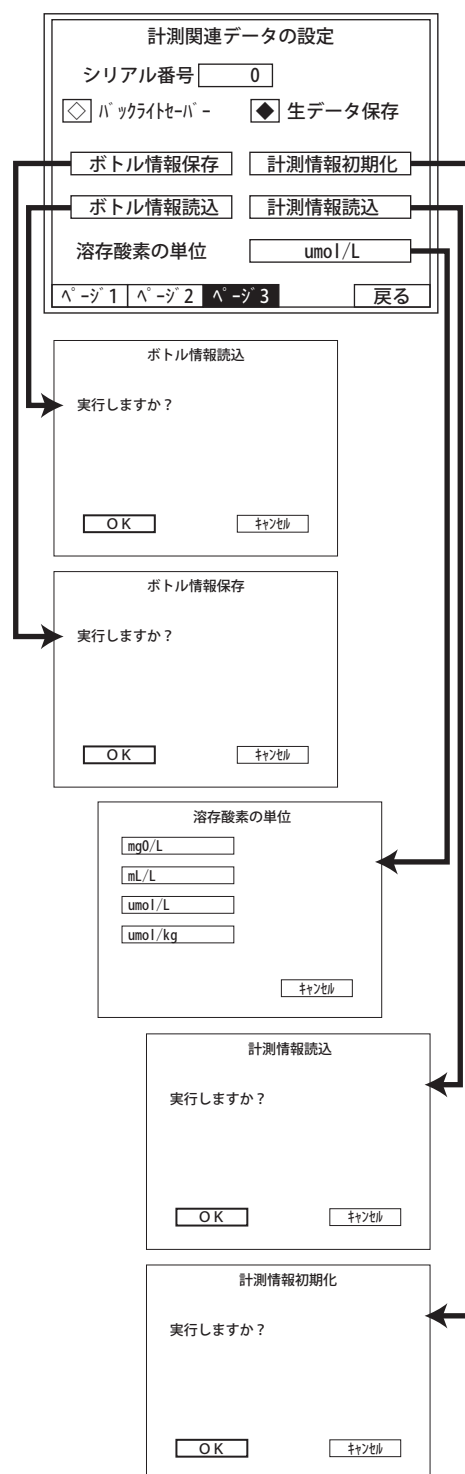 計測関連データの設定
シリアル番号 0
◇ ﾊﾞｯｸﾗｲﾄｾｰﾊﾞｰ ◆ 生データ保存
ボトル情報保存 計測情報初期化
ボトル情報読込 計測情報読込
溶存酸素の単位 umol/L
ﾍﾟｰｼﾞ1 ﾍﾟｰｼﾞ2 ﾍﾟｰｼﾞ3 戻る
ボトル情報読込
実行しますか？
OK ｷｬﾝｾﾙ
ボトル情報保存
実行しますか？
OK ｷｬﾝｾﾙ
溶存酸素の単位
mgO/L
mL/L
umol/L
umol/kg
ｷｬﾝｾﾙ
計測情報読込
実行しますか？
OK ｷｬﾝｾﾙ
計測情報初期化
実行しますか？
OK ｷｬﾝｾﾙ